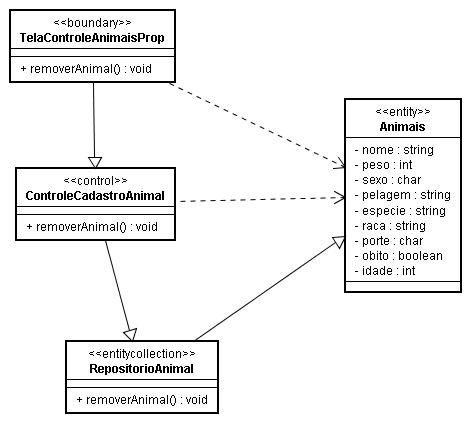 <<boundary>>
TelaControleAnimaisProp
+ removerAnimal() : void
<<entity>>
Animais
- nome : string
- peso : int
- sexo : char
- pelagem : string
- especie : string
- raca : string
- porte : char
- obito : boolean
- idade : int
<<control>>
ControleCadastroAnimal
+ removerAnimal() : void
<<entitycollection>>
RepositorioAnimal
+ removerAnimal() : void